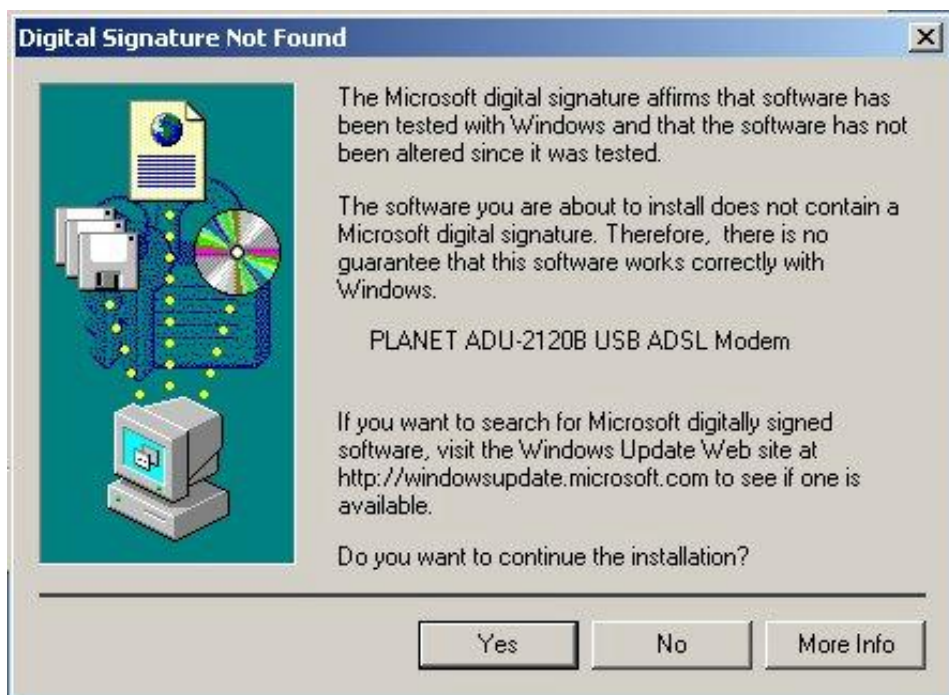 Digital Signature Not Found
The Microsoft digital signature affirms that software has
been tested with Windows and that the software has not
been altered since it was tested.
The software you are about to install does not contain a
Microsoft digital signature. Therefore,  there is no
guarantee that this software works correctly with
Windows.
PLANET ADU-2120B USB ADSL Modem
If you want to search for Microsoft digitally signed
software, visit the Windows Update Web site at
http://windowsupdate.microsoft.com to see if one is
available.
Do you want to continue the installation?
Yes No More Info